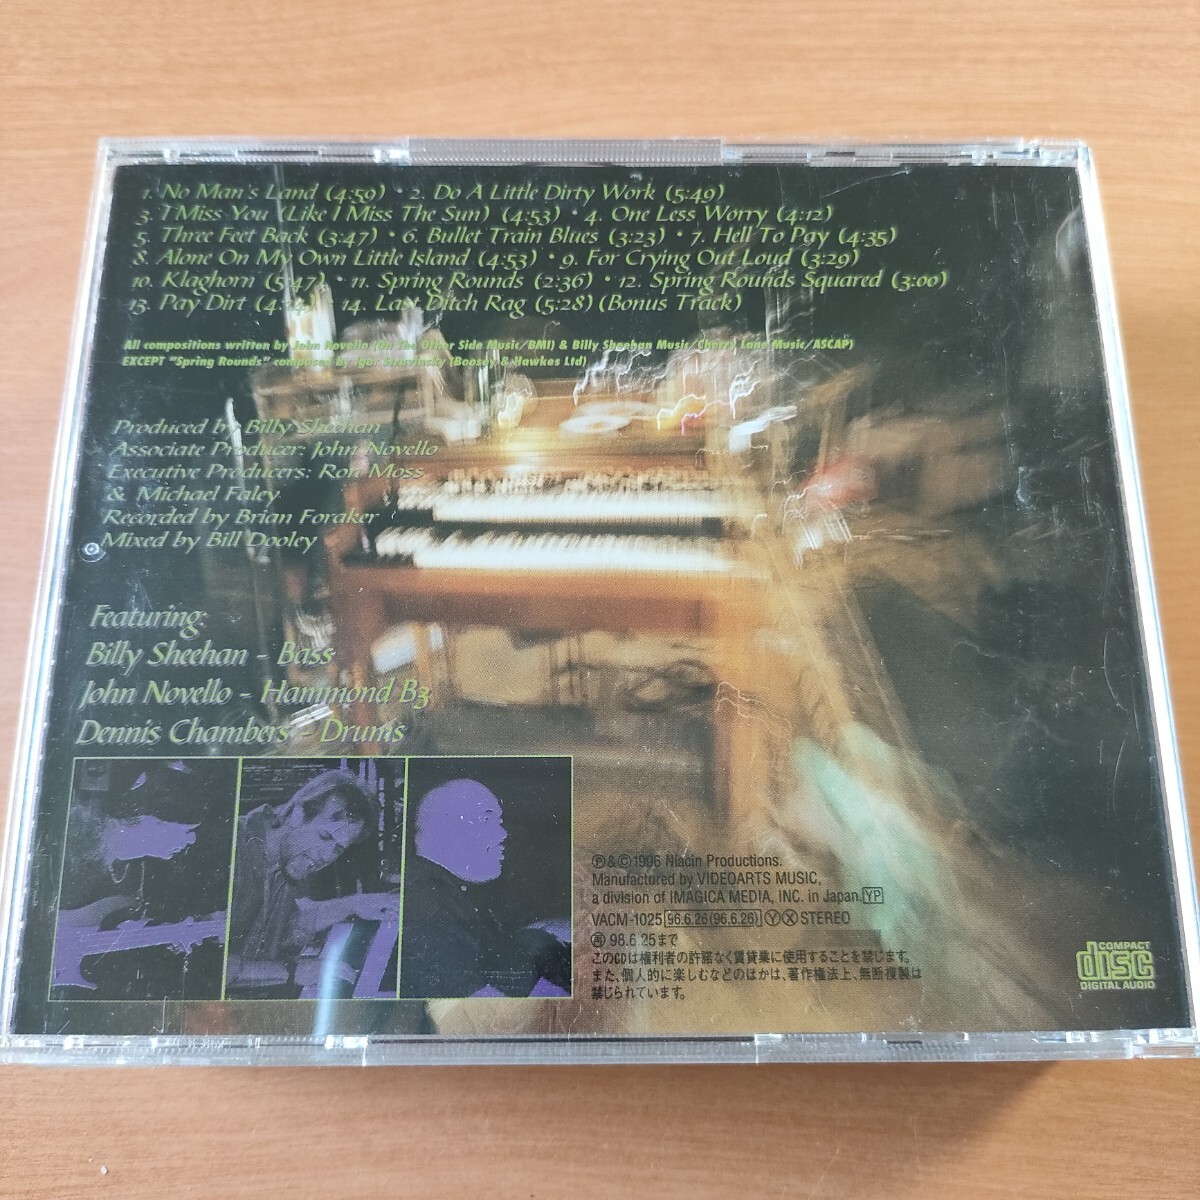 1. No Man's Land (4:59) • 2. Do A Little Dirty Work (5:49)
3. I Miss You (Like I Miss The Sun) (4:53) • 4. One Less Worry (4:12)
5. Three Feet Back (3:47) • 6. Bullet Train Blues (3:23) • 7. Hell To Pay (4:35)
8. Alone On My Own Little Island (4:53) • 9. For Crying Out Loud (3:29)
10. Klaghorn (5:47) • 11. Spring Rounds (2:36) • 12. Spring Rounds Squared (3:00)
13. Pay Dirt • 14. Last Ditch Rag (5:28) (Bonus Track)
All compositions written by John Novello (On The Other Side Music/BMI) & Billy Sheehan Music/Cherry Lane Music/ASCAP)
EXCEPT "Spring Rounds" composed by Igor Stravinsky (Boosey & Hawkes Ltd)
Produced by Billy Sheehan
Associate Producer: John Novello
Executive Producers: Ron Moss
& Michael Faley
Recorded by Brian Foraker
Mixed by Bill Dooley
Featuring:
Billy Sheehan - Bass
John Novello - Hammond B3
Dennis Chambers - Drums
Ⓟ&©1996 Niacin Productions.
Manufactored by VIDEOARTS MUSIC,
a division of IMAGICA MEDIA, INC. in Japan. YP
VACM-1025 96.6.26(96.6.26) Ⓨ Ⓧ STEREO
98.6.25まで
このCDは権利者の許諾なく賃貸業に使用することを禁じます。
また、個人的に楽しむなどのほかは、著作権法上、無断複製は
禁じられています。
COMPACT
disc
DIGITAL AUDIO